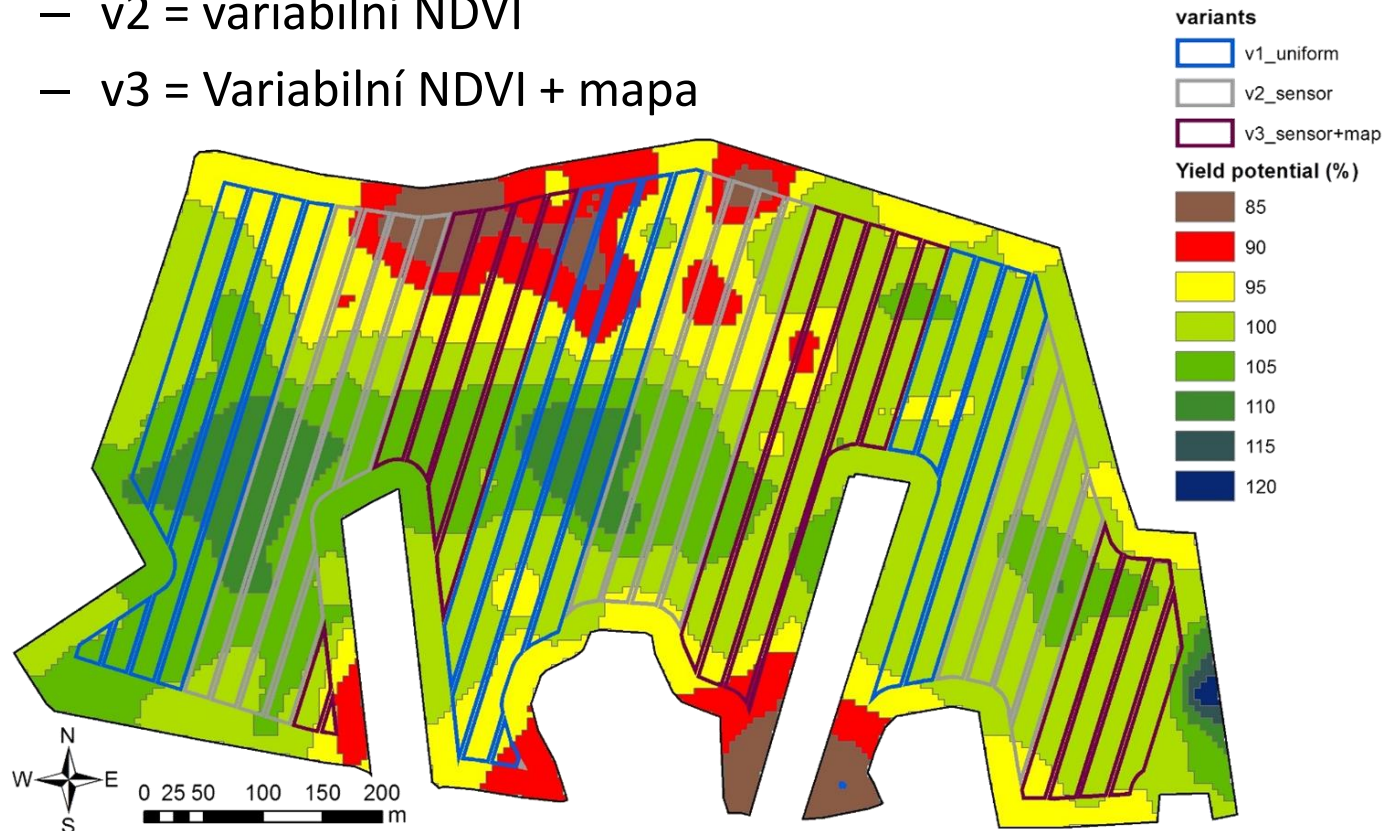 – v2 = variabilní NDVI
– v3 = Variabilní NDVI + mapa
variants
v1_uniform
v2_sensor
v3_sensor+map
Yield potential (%)
85
90
95
100
105
110
115
120
N
W E
S
0 25 50 100 150 200
m